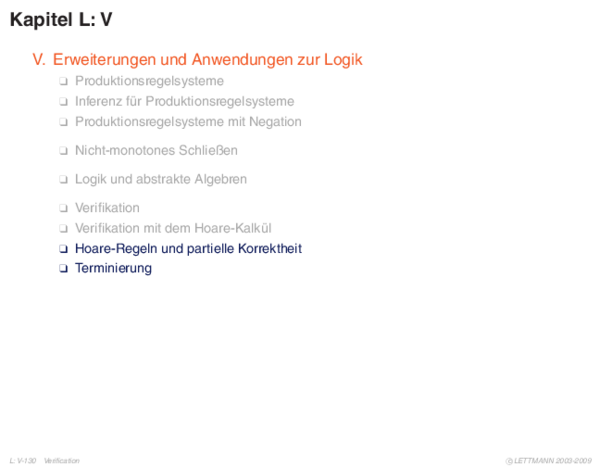 Kapitel L: V
V. Erweiterungen und Anwendungen zur Logik
❑ Produktionsregelsysteme
❑ Inferenz für Produktionsregelsysteme
❑ Produktionsregelsysteme mit Negation
❑ Nicht-monotones Schließen
❑ Logik und abstrakte Algebren
❑ Verifikation
❑ Verifikation mit dem Hoare-Kalkül
❑ Hoare-Regeln und partielle Korrektheit
❑ Terminierung
L: V-130 Verification © LETTMANN 2003-2009